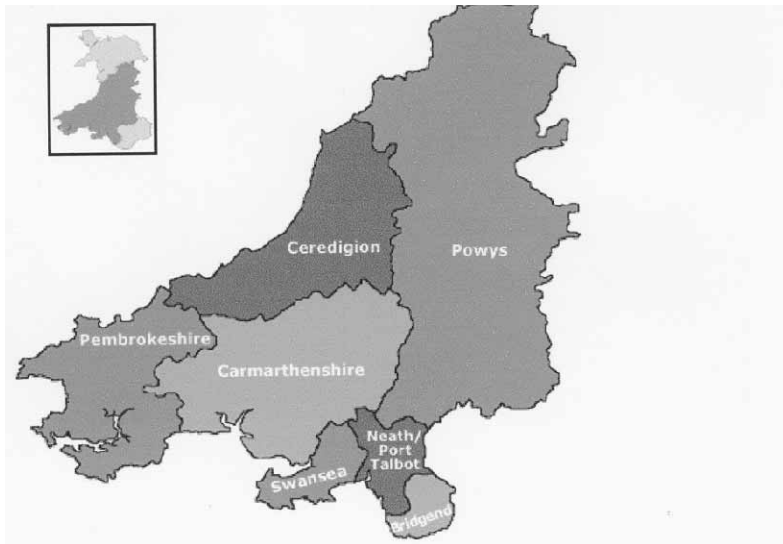 Ceredigion
Powys
Pembrokeshire
Carmarthenshire
Neath/
Port
Talbot
Swansea
Bridgend